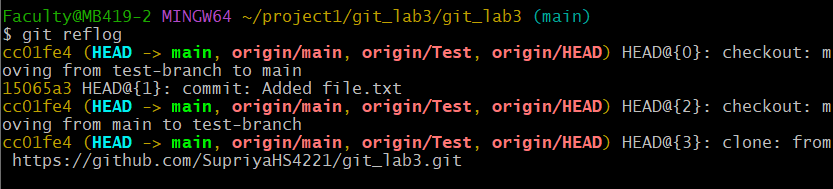 Faculty@MB419-2 MINGW64 ~/project1/git_lab3/git_lab3 (main)
$ git reflog
cc01fe4 (HEAD -> main, origin/main, origin/Test, origin/HEAD) HEAD@{0}: checkout: m
oving from test-branch to main
15065a3 HEAD@{1}: commit: Added file.txt
cc01fe4 (HEAD -> main, origin/main, origin/Test, origin/HEAD) HEAD@{2}: checkout: m
oving from main to test-branch
cc01fe4 (HEAD -> main, origin/main, origin/Test, origin/HEAD) HEAD@{3}: clone: from
 https://github.com/SupriyaHS4221/git_lab3.git